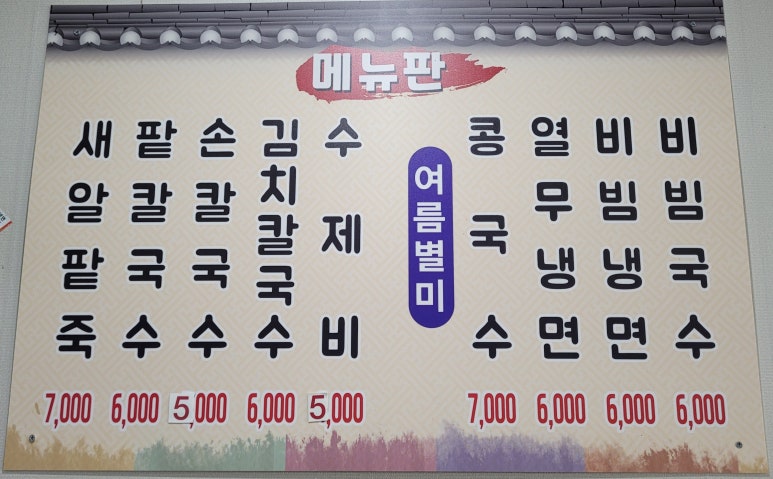 메뉴판
새알팥죽
팥칼국수
손칼국수
김치칼국수
수제비
여름별미
콩국수
열무냉면
비빔냉면
비빔국수
7,000 6,000 5,000 6,000 5,000 7,000 6,000 6,000 6,000